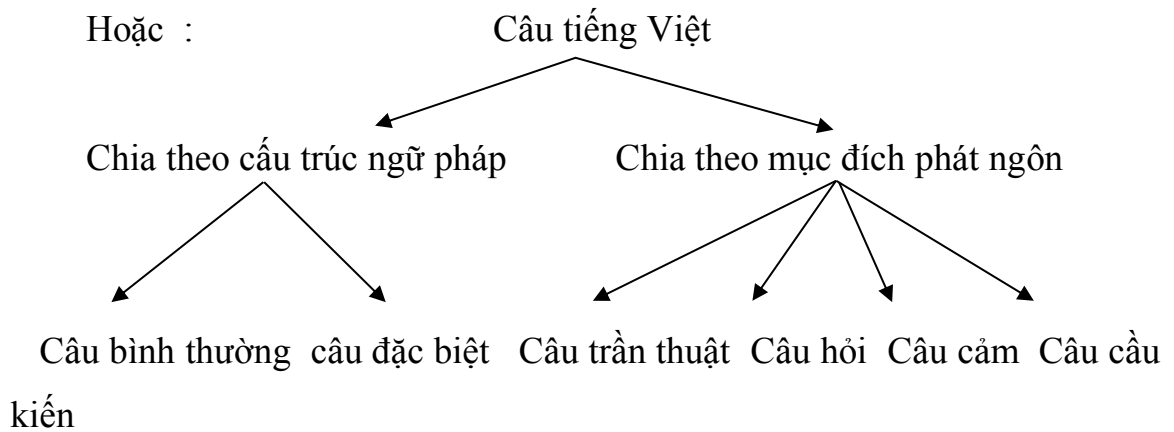 Hoặc : Câu tiếng Việt
Chia theo cấu trúc ngữ pháp Chia theo mục đích phát ngôn
Câu bình thường câu đặc biệt Câu trần thuật Câu hỏi Câu cảm Câu cầu
kiến